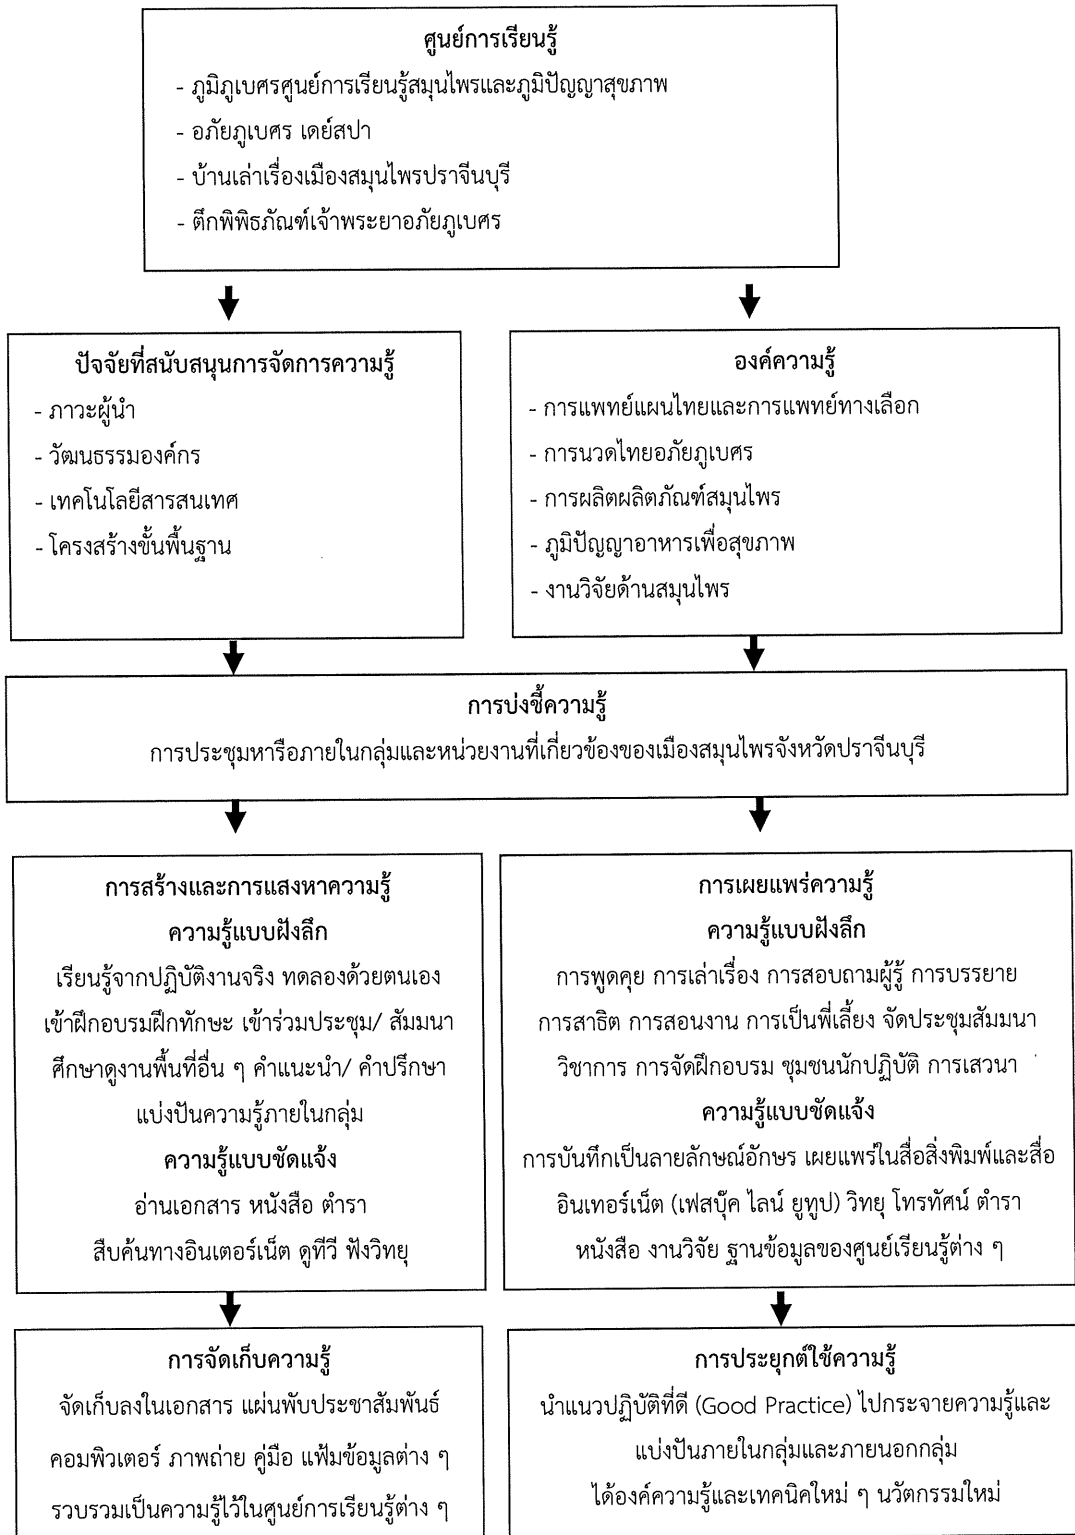 ศูนย์การเรียนรู้
- ภูมิภูเบศรศูนย์การเรียนรู้สมุนไพรและภูมิปัญญาสุขภาพ
- อภัยภูเบศร เดย์สปา
- บ้านเล่าเรื่องเมืองสมุนไพรปราจีนบุรี
- ตึกพิพิธภัณฑ์เจ้าพระยาอภัยภูเบศร
ปัจจัยที่สนับสนุนการจัดการความรู้
- ภาวะผู้นำ
- วัฒนธรรมองค์กร
- เทคโนโลยีสารสนเทศ
- โครงสร้างขั้นพื้นฐาน
องค์ความรู้
- การแพทย์แผนไทยและการแพทย์ทางเลือก
- การนวดไทยอภัยภูเบศร
- การผลิตผลิตภัณฑ์สมุนไพร
- ภูมิปัญญาอาหารเพื่อสุขภาพ
- งานวิจัยด้านสมุนไพร
การบ่งชี้ความรู้
การประชุมหารือภายในกลุ่มและหน่วยงานที่เกี่ยวข้องของเมืองสมุนไพรจังหวัดปราจีนบุรี
การสร้างและการแสงหาความรู้
ความรู้แบบฝังลึก
เรียนรู้จากปฏิบัติงานจริง ทดลองด้วยตนเอง
เข้าฝึกอบรมฝึกทักษะ เข้าร่วมประชุม/ สัมมนา
ศึกษาดูงานพื้นที่อื่น ๆ คำแนะนำ/ คำปรึกษา
แบ่งปันความรู้ภายในกลุ่ม
ความรู้แบบชัดแจ้ง
อ่านเอกสาร หนังสือ ตำรา
สืบค้นทางอินเตอร์เน็ต ดูทีวี ฟังวิทยุ
การเผยแพร่ความรู้
ความรู้แบบฝังลึก
การพูดคุย การเล่าเรื่อง การสอบถามผู้รู้ การบรรยาย
การสาธิต การสอนงาน การเป็นพี่เลี้ยง จัดประชุมสัมมนา
วิชาการ การจัดฝึกอบรม ชุมชนนักปฏิบัติ การเสวนา
ความรู้แบบชัดแจ้ง
การบันทึกเป็นลายลักษณ์อักษร เผยแพร่ในสื่อสิ่งพิมพ์และสื่อ
อินเทอร์เน็ต (เฟสบุ๊ค ไลน์ ยูทูป) วิทยุ โทรทัศน์ ตำรา
หนังสือ งานวิจัย ฐานข้อมูลของศูนย์เรียนรู้ต่าง ๆ
การจัดเก็บความรู้
จัดเก็บลงในเอกสาร แผ่นพับประชาสัมพันธ์
คอมพิวเตอร์ ภาพถ่าย คู่มือ แฟ้มข้อมูลต่าง ๆ
รวบรวมเป็นความรู้ไว้ในศูนย์การเรียนรู้ต่าง ๆ
การประยุกต์ใช้ความรู้
นำแนวปฏิบัติที่ดี (Good Practice) ไปกระจายความรู้และ
แบ่งปันภายในกลุ่มและภายนอกกลุ่ม
ได้องค์ความรู้และเทคนิคใหม่ ๆ นวัตกรรมใหม่